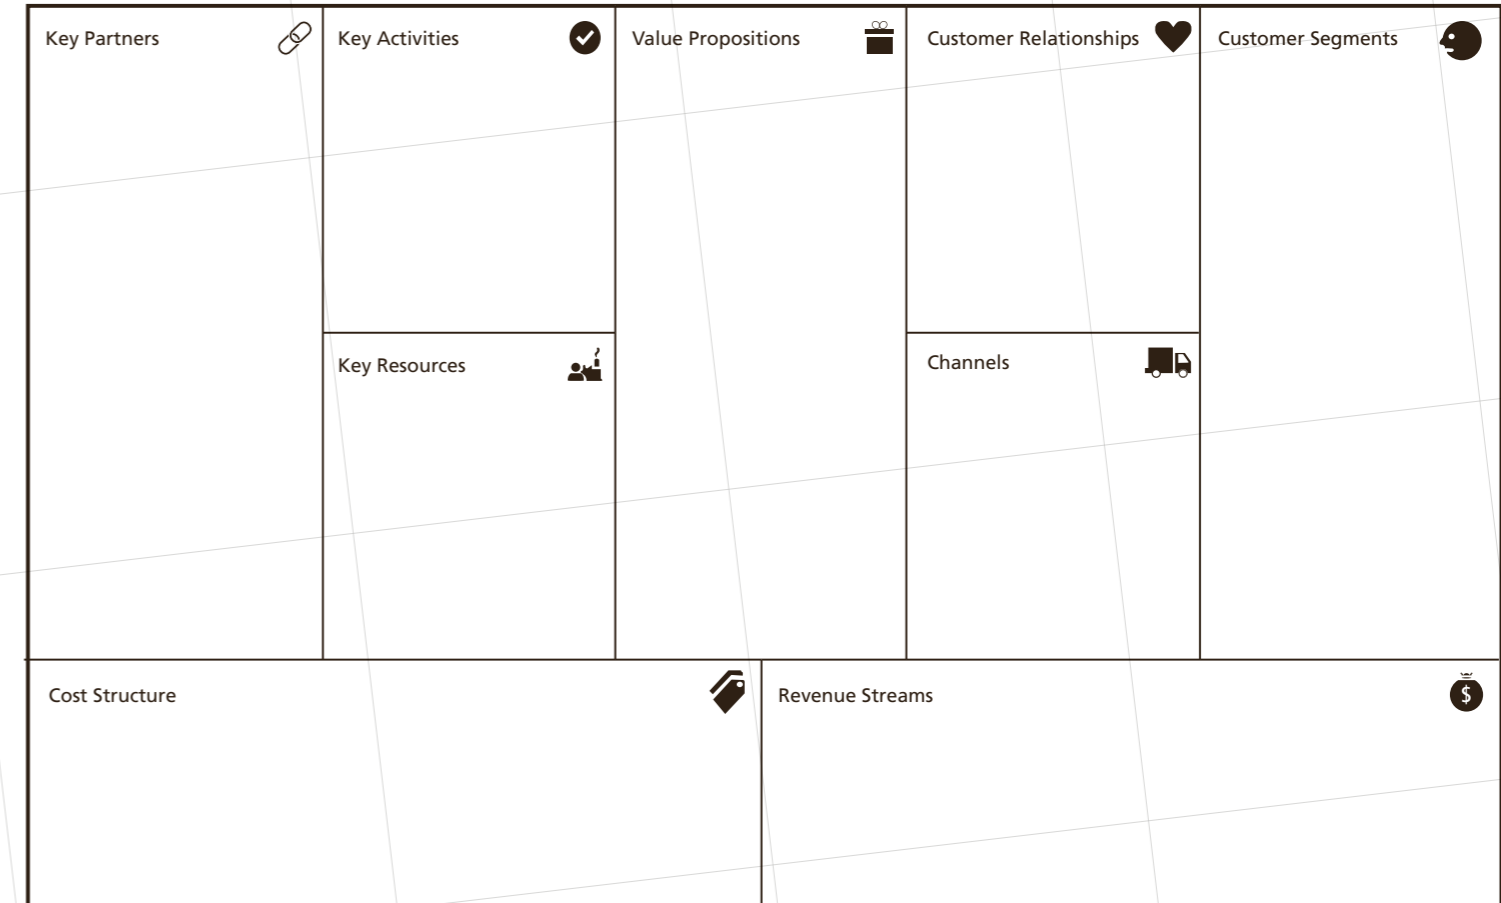 Key Partners
Key Activities
Value Propositions
Customer Relationships
Customer Segments
Key Resources
Channels
Cost Structure
Revenue Streams
$